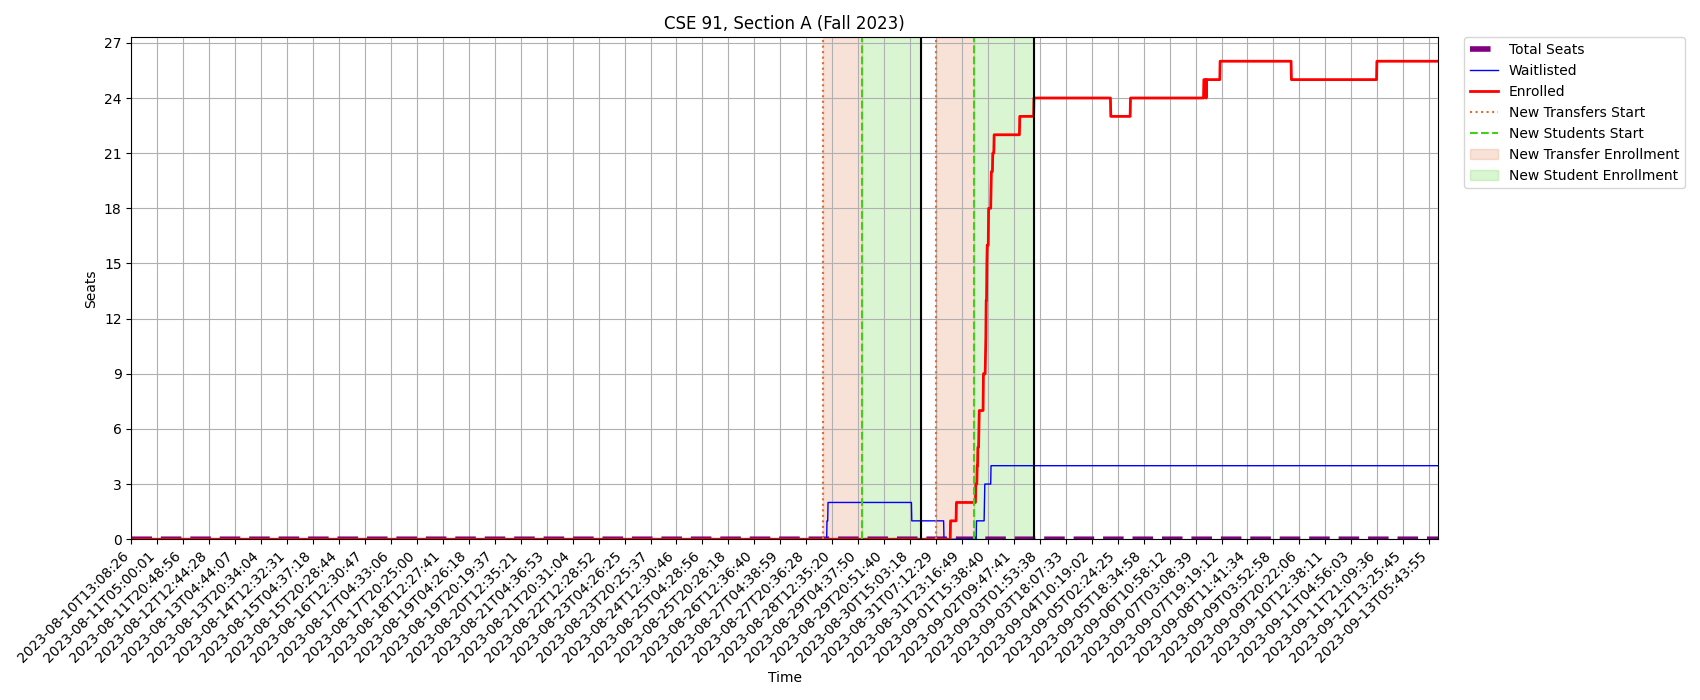 CSE 91, Section A (Fall 2023)
27
24
21
18
15
12
9
6
3
0
Seats
2023-08-10T13:08:26
2023-08-11T05:00:01
2023-08-11T20:48:56
2023-08-12T12:44:28
2023-08-13T04:44:07
2023-08-13T20:34:04
2023-08-14T12:32:31
2023-08-15T04:37:18
2023-08-15T20:28:44
2023-08-16T12:30:47
2023-08-17T04:33:06
2023-08-17T20:25:00
2023-08-18T12:27:41
2023-08-19T04:26:18
2023-08-19T20:19:37
2023-08-20T12:35:21
2023-08-21T04:36:53
2023-08-21T20:31:04
2023-08-22T12:28:52
2023-08-23T04:26:25
2023-08-23T20:25:37
2023-08-24T12:30:46
2023-08-25T04:28:56
2023-08-25T20:28:18
2023-08-26T12:36:40
2023-08-27T04:38:59
2023-08-27T20:36:28
2023-08-28T12:35:20
2023-08-29T04:37:50
2023-08-29T20:51:40
2023-08-30T15:03:18
2023-08-31T07:12:29
2023-08-31T23:16:49
2023-09-01T15:38:40
2023-09-02T09:47:41
2023-09-03T01:53:38
2023-09-03T18:07:33
2023-09-04T10:19:02
2023-09-05T02:24:25
2023-09-05T18:34:58
2023-09-06T10:58:12
2023-09-07T03:08:39
2023-09-07T19:19:12
2023-09-08T11:41:34
2023-09-09T03:52:58
2023-09-09T20:22:06
2023-09-10T12:38:11
2023-09-11T04:56:03
2023-09-11T21:09:36
2023-09-12T13:25:45
2023-09-13T05:43:55
Time
Total Seats
Waitlisted
Enrolled
New Transfers Start
New Students Start
New Transfer Enrollment
New Student Enrollment